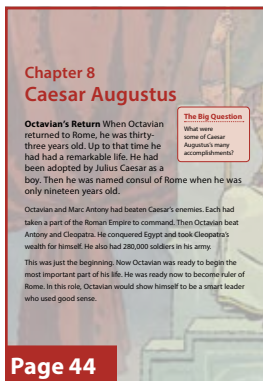 Chapter 8
Caesar Augustus
The Big Question
What were
some of Caesar
Augustus's many
accomplishments?
Octavian's Return When Octavian
returned to Rome, he was thirty-
three years old. Up to that time he
had had a remarkable life. He had
been adopted by Julius Caesar as a
boy. Then he was named consul of Rome when he was
only nineteen years old.
Octavian and Marc Antony had beaten Caesar's enemies. Each had
taken a part of the Roman Empire to command. Then Octavian beat
Antony and Cleopatra. He conquered Egypt and took Cleopatra's
wealth for himself. He also had 280,000 soldiers in his army.
This was just the beginning. Now Octavian was ready to begin the
most important part of his life. He was ready now to become ruler of
Rome. In this role, Octavian would show himself to be a smart leader
who used good sense.
Page 44